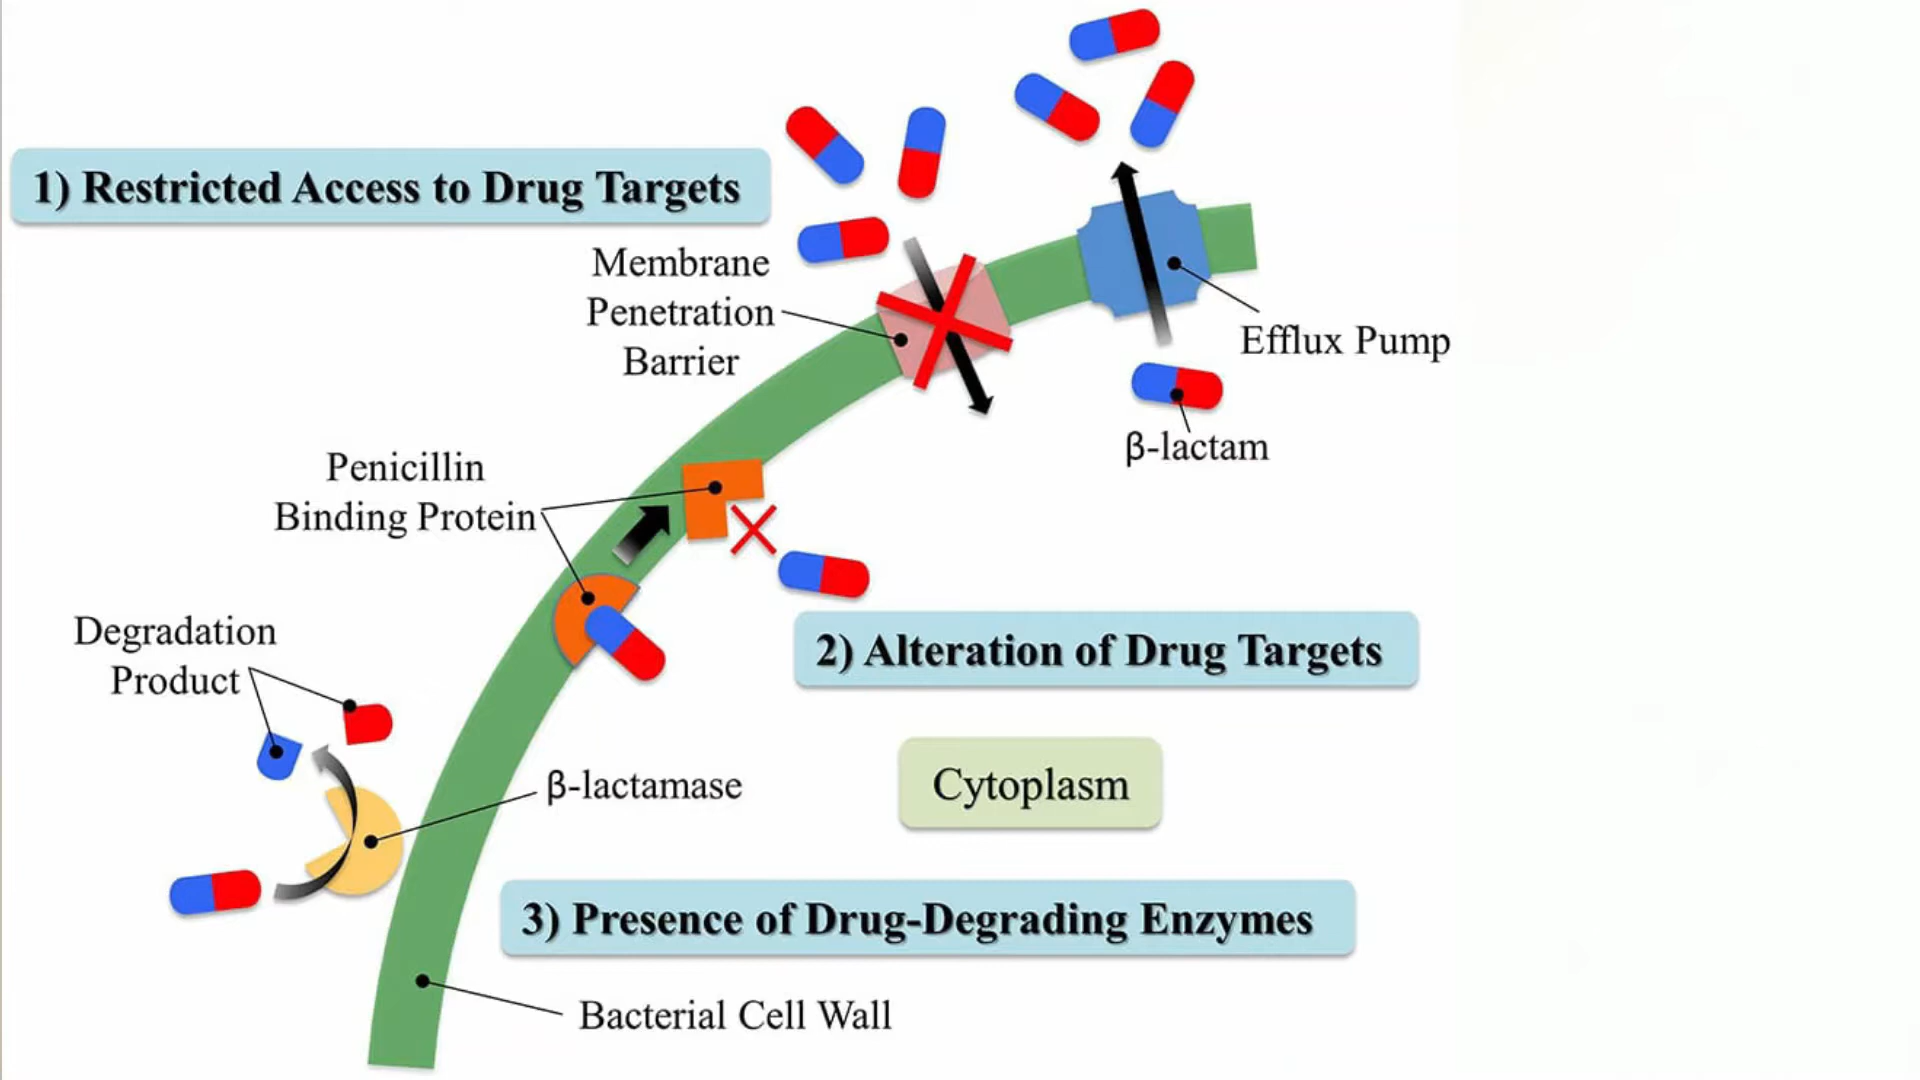 1) Restricted Access to Drug Targets
Membrane
Penetration
Barrier
Efflux Pump
β-lactam
Penicillin
Binding Protein
Degradation
Product
2) Alteration of Drug Targets
β-lactamase
Cytoplasm
3) Presence of Drug-Degrading Enzymes
Bacterial Cell Wall